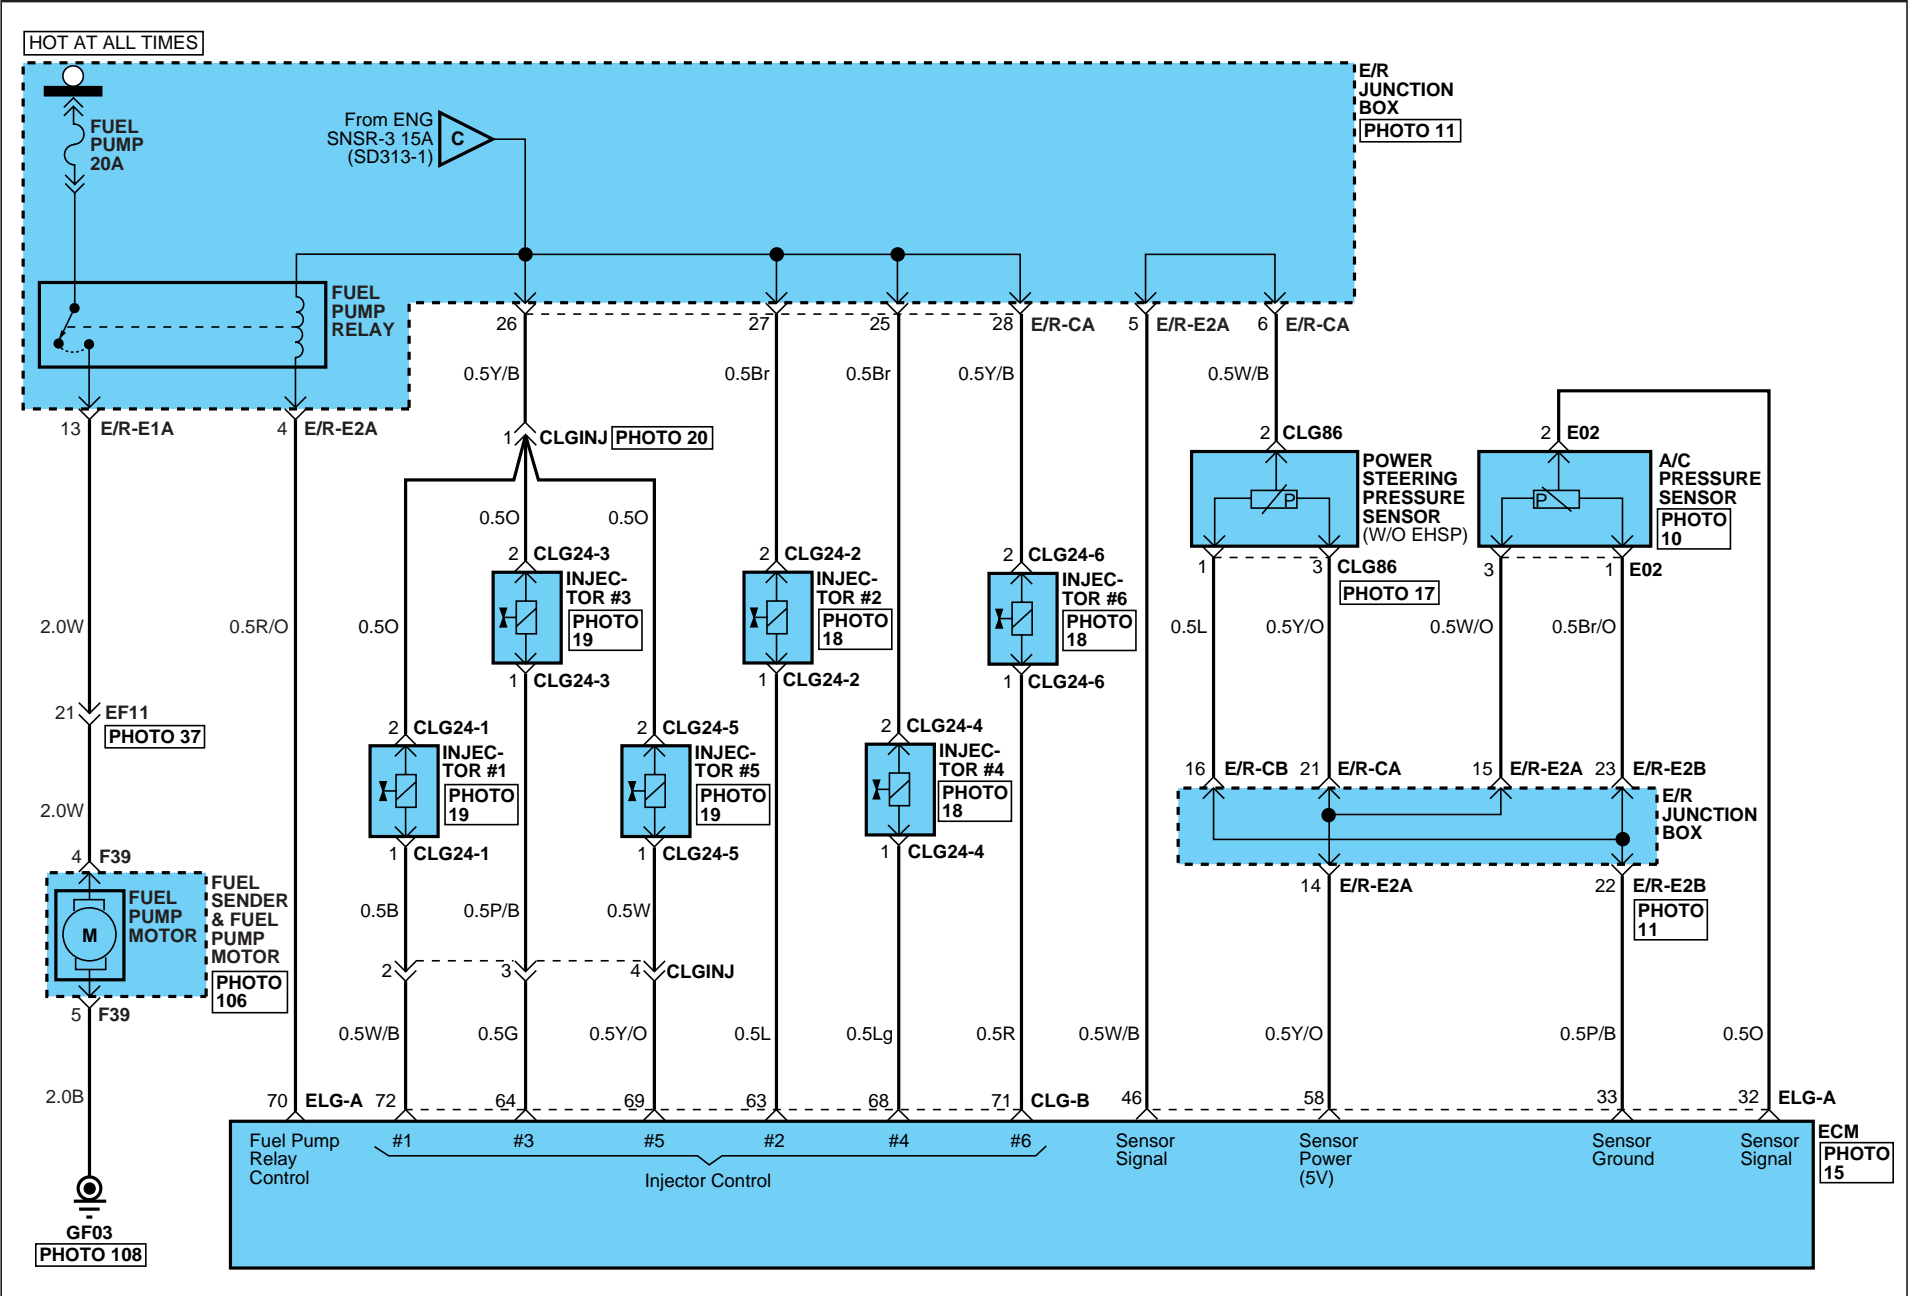 HOT AT ALL TIMES
E/R
JUNCTION
BOX
PHOTO 11
FUEL
PUMP
20A
From ENG
SNSR-3 15A
(SD313-1)
C
FUEL
PUMP
RELAY
26
27
25
28 E/R-CA
5 E/R-E2A
6 E/R-CA
0.5Y/B
0.5Br
0.5Br
0.5Y/B
0.5W/B
13 E/R-E1A
4 E/R-E2A
1 CLGINJ PHOTO 20
2 CLG86
2 E02
POWER
STEERING
PRESSURE
SENSOR
(W/O EHSP)
P
P
A/C
PRESSURE
SENSOR
PHOTO
10
0.5O
0.5O
2 CLG24-3
2 CLG24-2
2 CLG24-6
1
3 CLG86
PHOTO 17
3
1 E02
INJEC-
TOR #3
PHOTO
19
INJEC-
TOR #2
PHOTO
18
INJEC-
TOR #6
PHOTO
18
2.0W
0.5R/O
0.5O
0.5L
0.5Y/O
0.5W/O
0.5Br/O
1 CLG24-3
1 CLG24-2
1 CLG24-6
21 EF11
PHOTO 37
2 CLG24-1
2 CLG24-5
2 CLG24-4
INJEC-
TOR #1
PHOTO
19
INJEC-
TOR #5
PHOTO
19
INJEC-
TOR #4
PHOTO
18
16 E/R-CB
21 E/R-CA
15 E/R-E2A
23 E/R-E2B
E/R
JUNCTION
BOX
2.0W
1 CLG24-1
1 CLG24-5
1 CLG24-4
4 F39
FUEL
PUMP
MOTOR
M
FUEL
SENDER
& FUEL
PUMP
MOTOR
PHOTO
106
14 E/R-E2A
22 E/R-E2B
PHOTO
11
0.5B
0.5P/B
0.5W
2
3
4 CLGINJ
5 F39
0.5W/B
0.5G
0.5Y/O
0.5L
0.5Lg
0.5R
0.5W/B
0.5Y/O
0.5P/B
0.5O
2.0B
70 ELG-A
72
64
69
63
68
71 CLG-B
46
58
33
32 ELG-A
Fuel Pump
Relay
Control
#1
#3
#5
#2
#4
#6
Injector Control
Sensor
Signal
Sensor
Power
(5V)
Sensor
Ground
Sensor
Signal
ECM
PHOTO
15
GF03
PHOTO 108